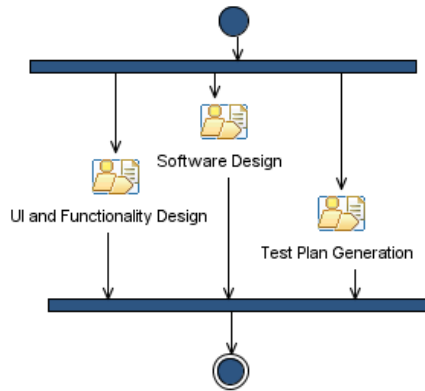 Software Design
UI and Functionality Design
Test Plan Generation